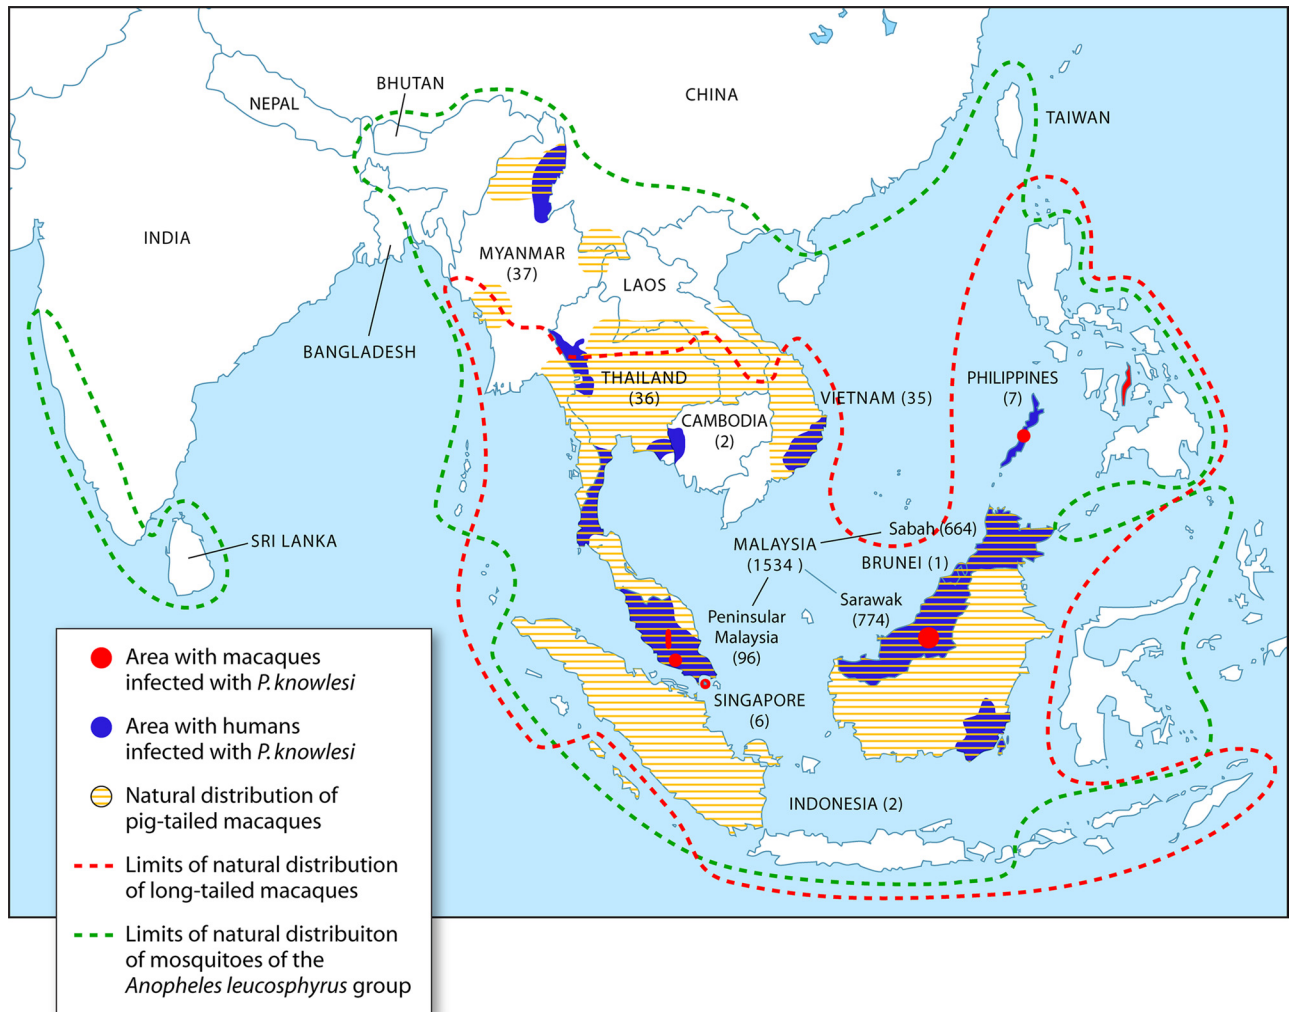 BHUTAN
NEPAL
CHINA
TAIWAN
INDIA
MYANMAR
(37)
LAOS
BANGLADESH
THAILAND
(36)
VIETNAM (35)
PHILIPPINES
(7)
CAMBODIA
(2)
SRI LANKA
MALAYSIA
(1534 )
Sabah (664)
BRUNEI (1)
Sarawak
(774)
Peninsular
Malaysia
(96)
SINGAPORE
(6)
INDONESIA (2)
Area with macaques
infected with P. knowlesi
Area with humans
infected with P. knowlesi
Natural distribution of
pig-tailed macaques
Limits of natural distribution
of long-tailed macaques
Limits of natural distribuiton
of mosquitoes of the
Anopheles leucosphyrus group